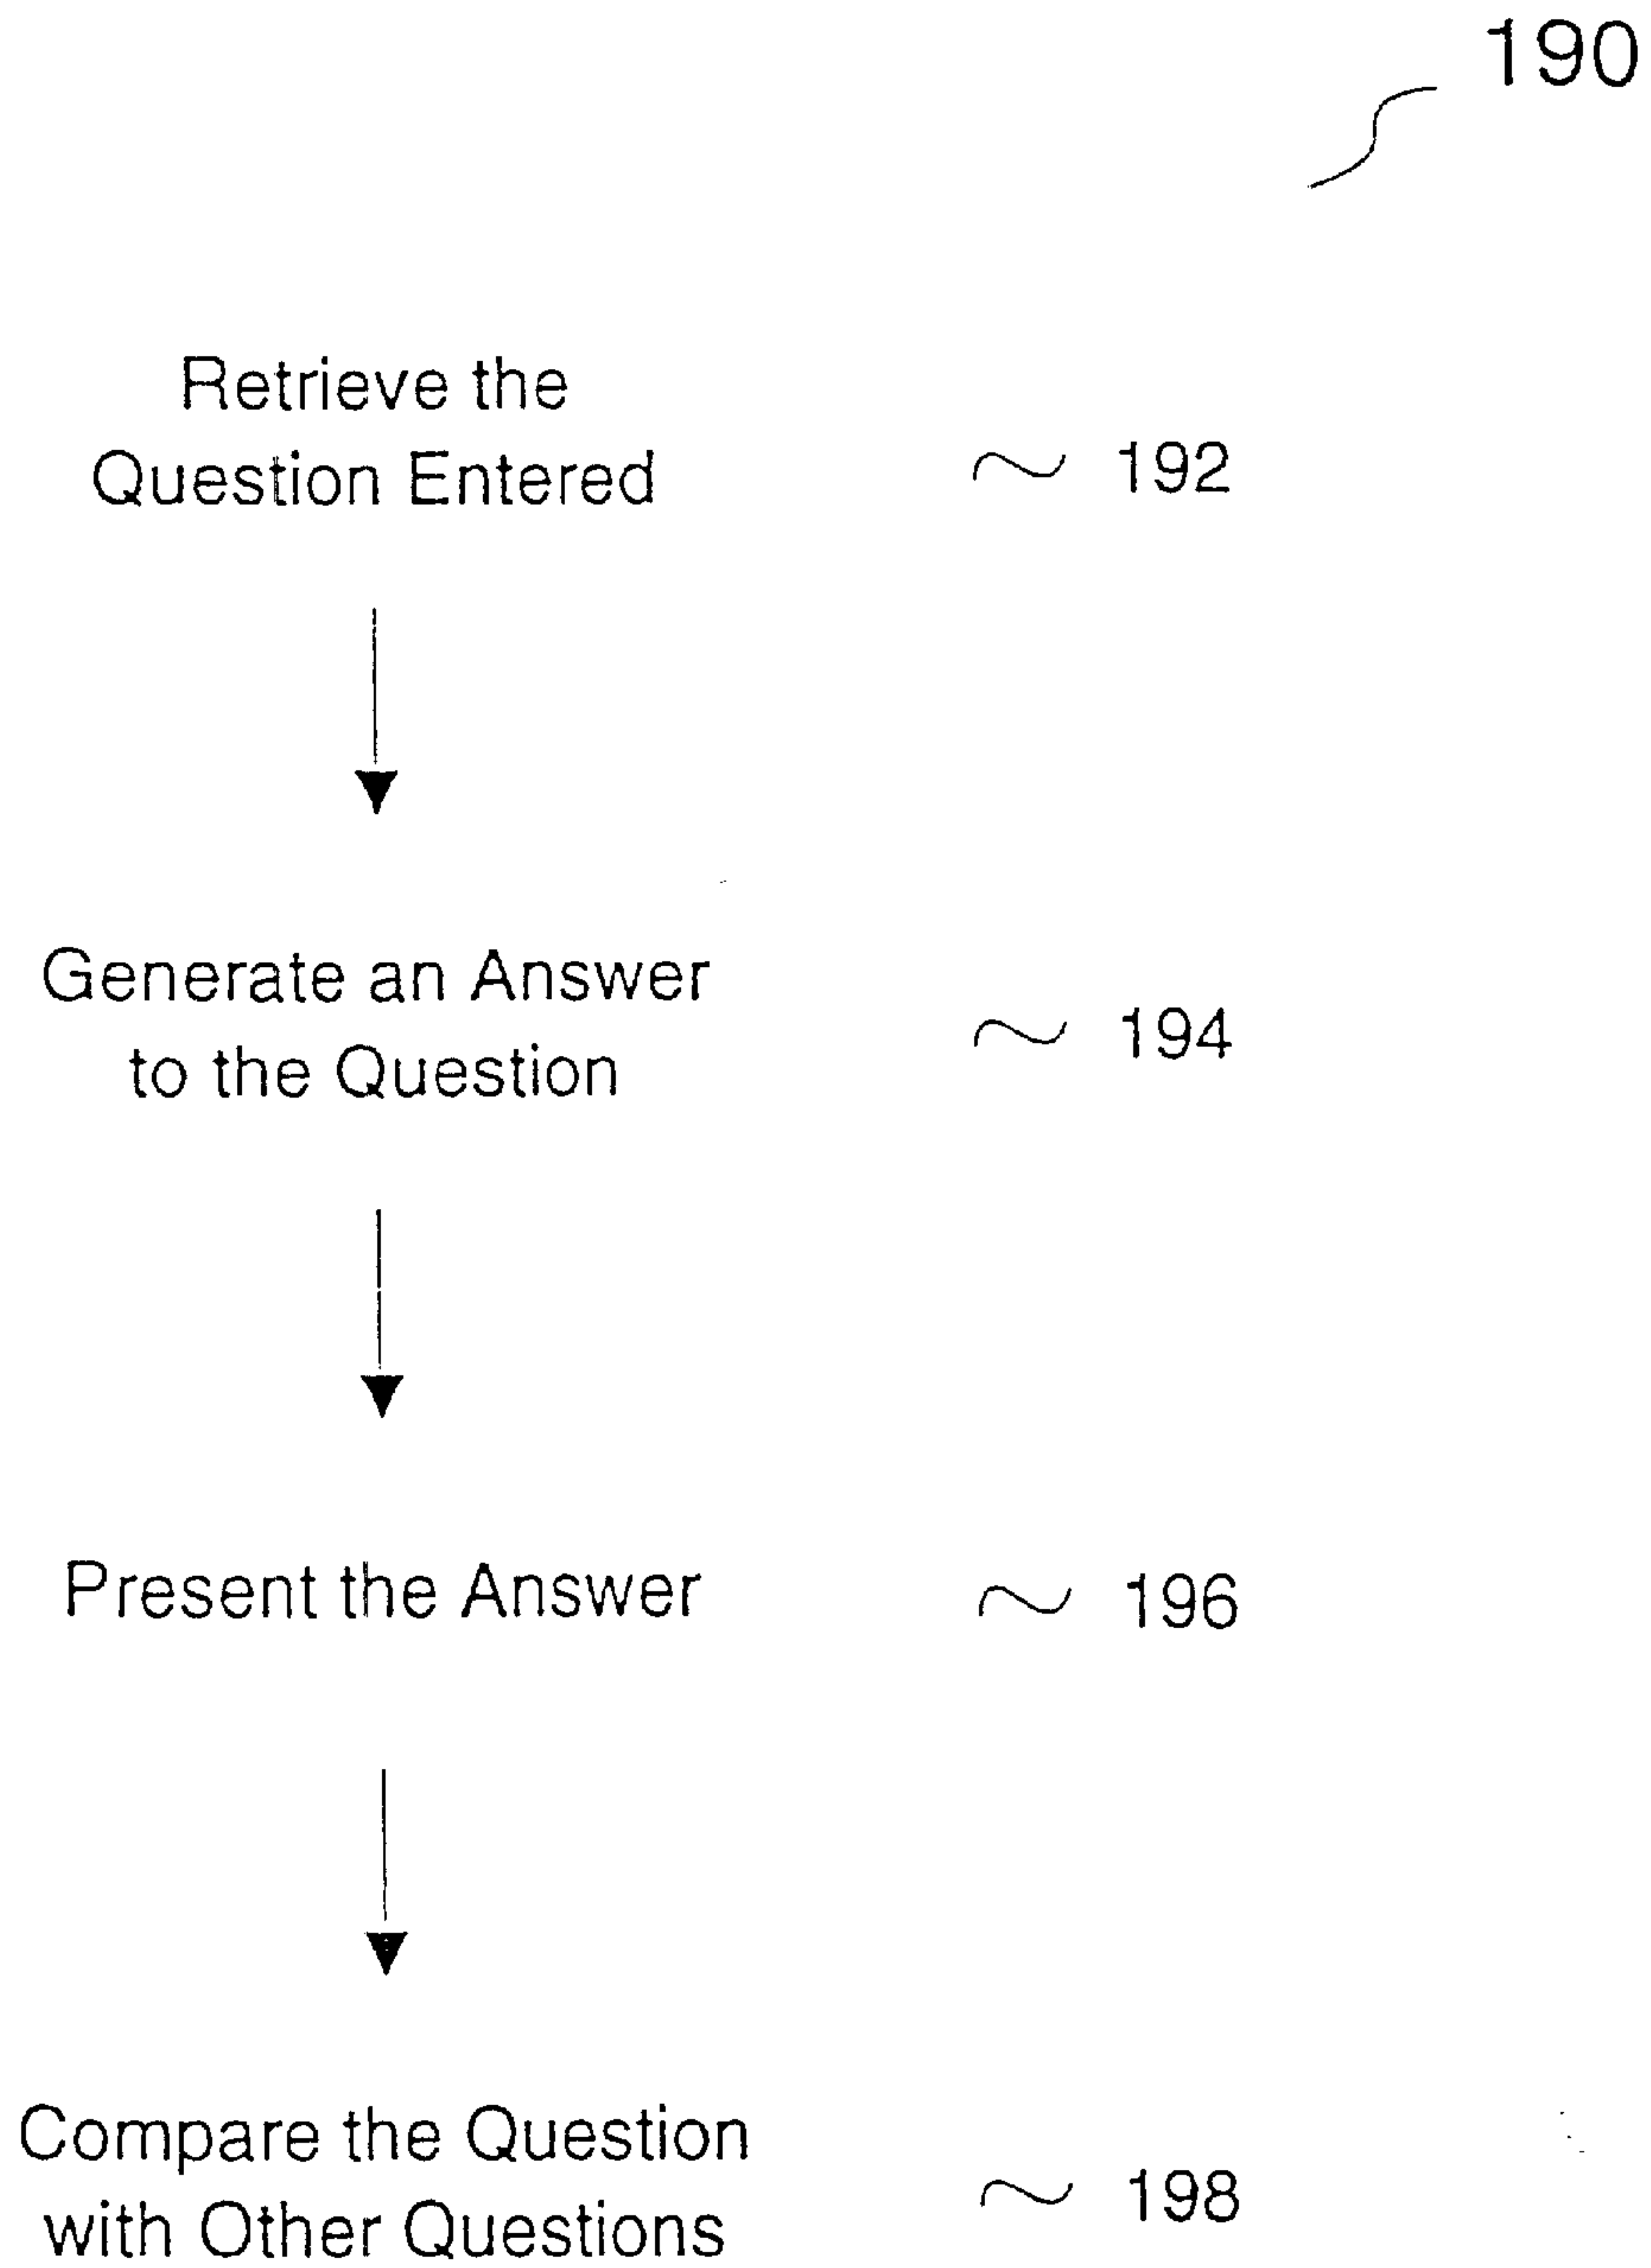 190
Retrieve the
Question Entered
192
Generate an Answer
to the Question
194
Present the Answer
196
Compare the Question
with Other Questions
198